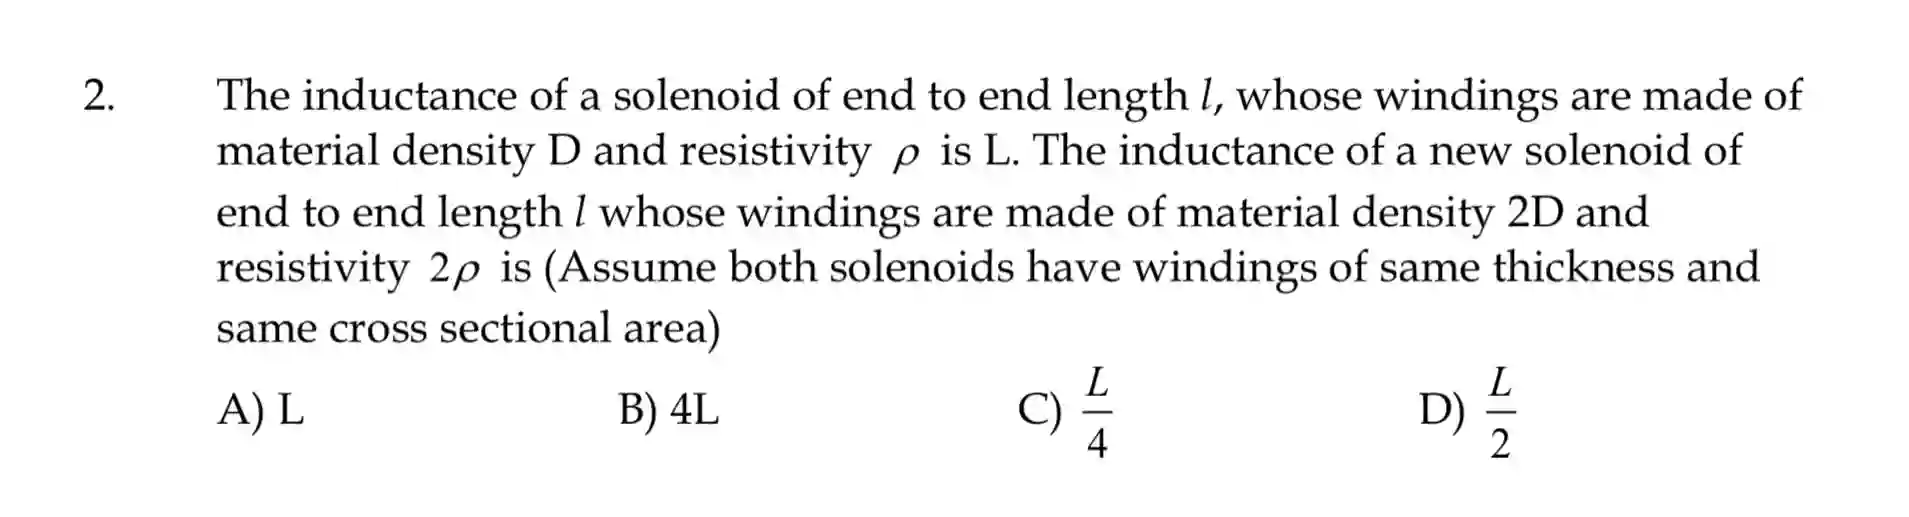 2. The inductance of a solenoid of end to end length l, whose windings are made of
material density D and resistivity ρ is L. The inductance of a new solenoid of
end to end length l whose windings are made of material density 2D and
resistivity 2ρ is (Assume both solenoids have windings of same thickness and
same cross sectional area)
A) L B) 4L C) L/4 D) L/2